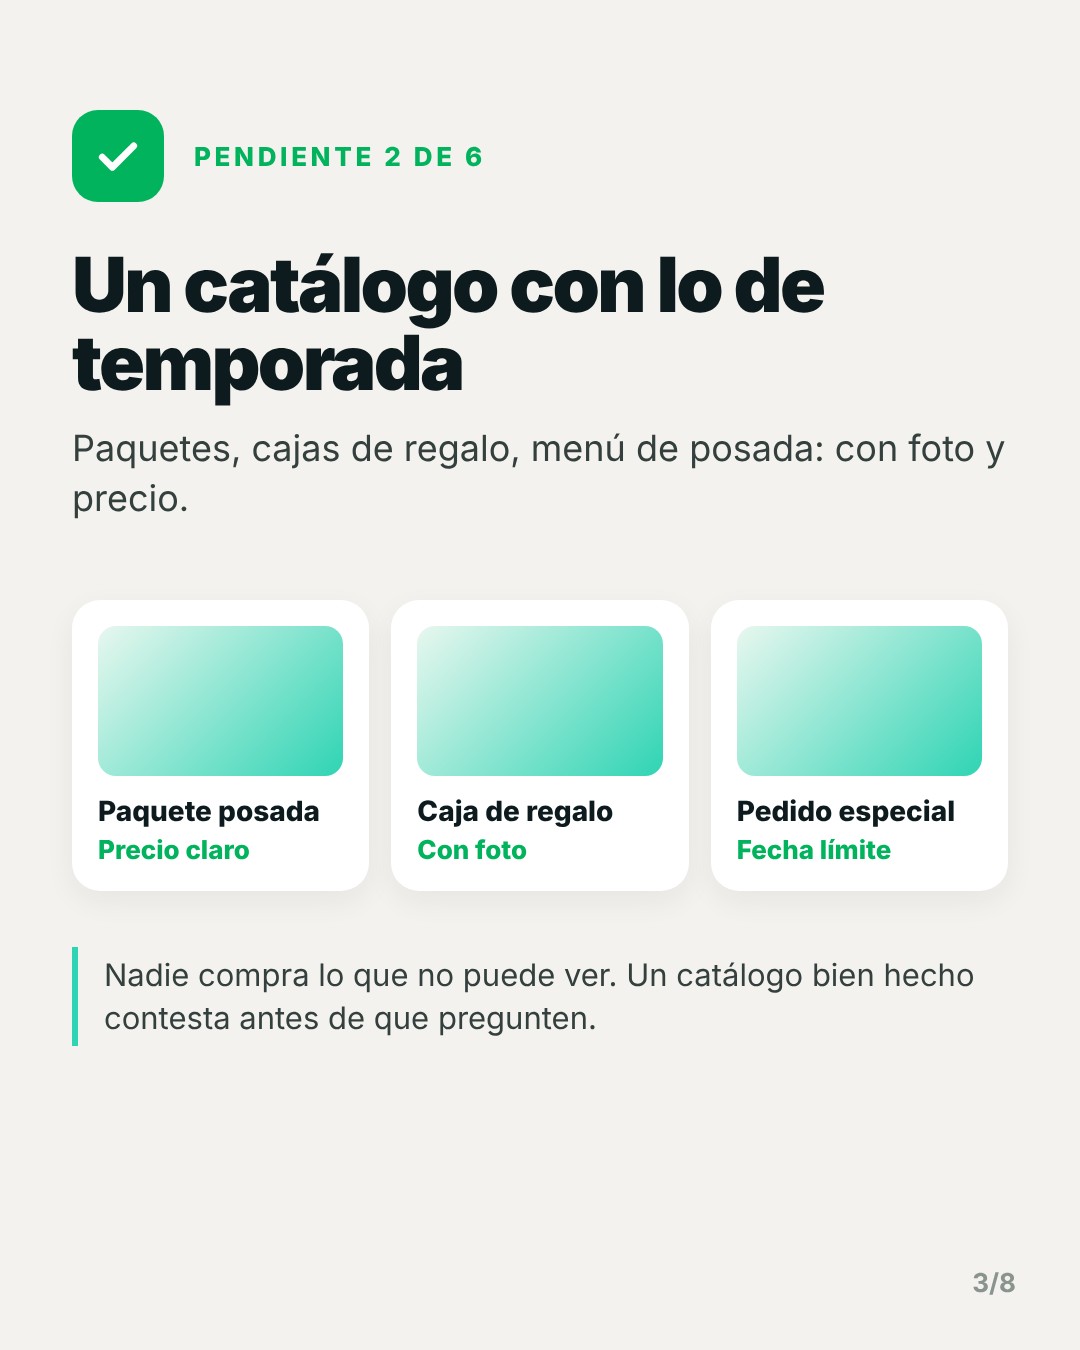 PENDIENTE 2 DE 6
Un catálogo con lo de
temporada
Paquetes, cajas de regalo, menú de posada: con foto y
precio.
Paquete posada
Precio claro
Caja de regalo
Con foto
Pedido especial
Fecha límite
Nadie compra lo que no puede ver. Un catálogo bien hecho
contesta antes de que pregunten.
3/8